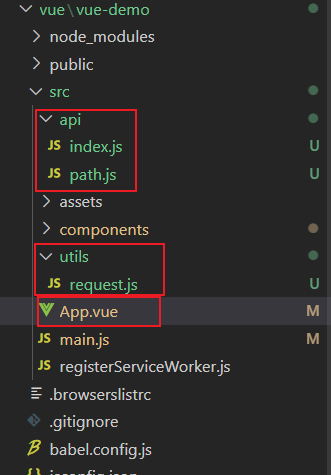 vue\vue-demo
node_modules
public
src
api
JS index.js U
JS path.js U
assets
components
utils
JS request.js U
App.vue M
JS main.js M
JS registerServiceWorker.js
.browserslistrc
.gitignore
babel.config.js